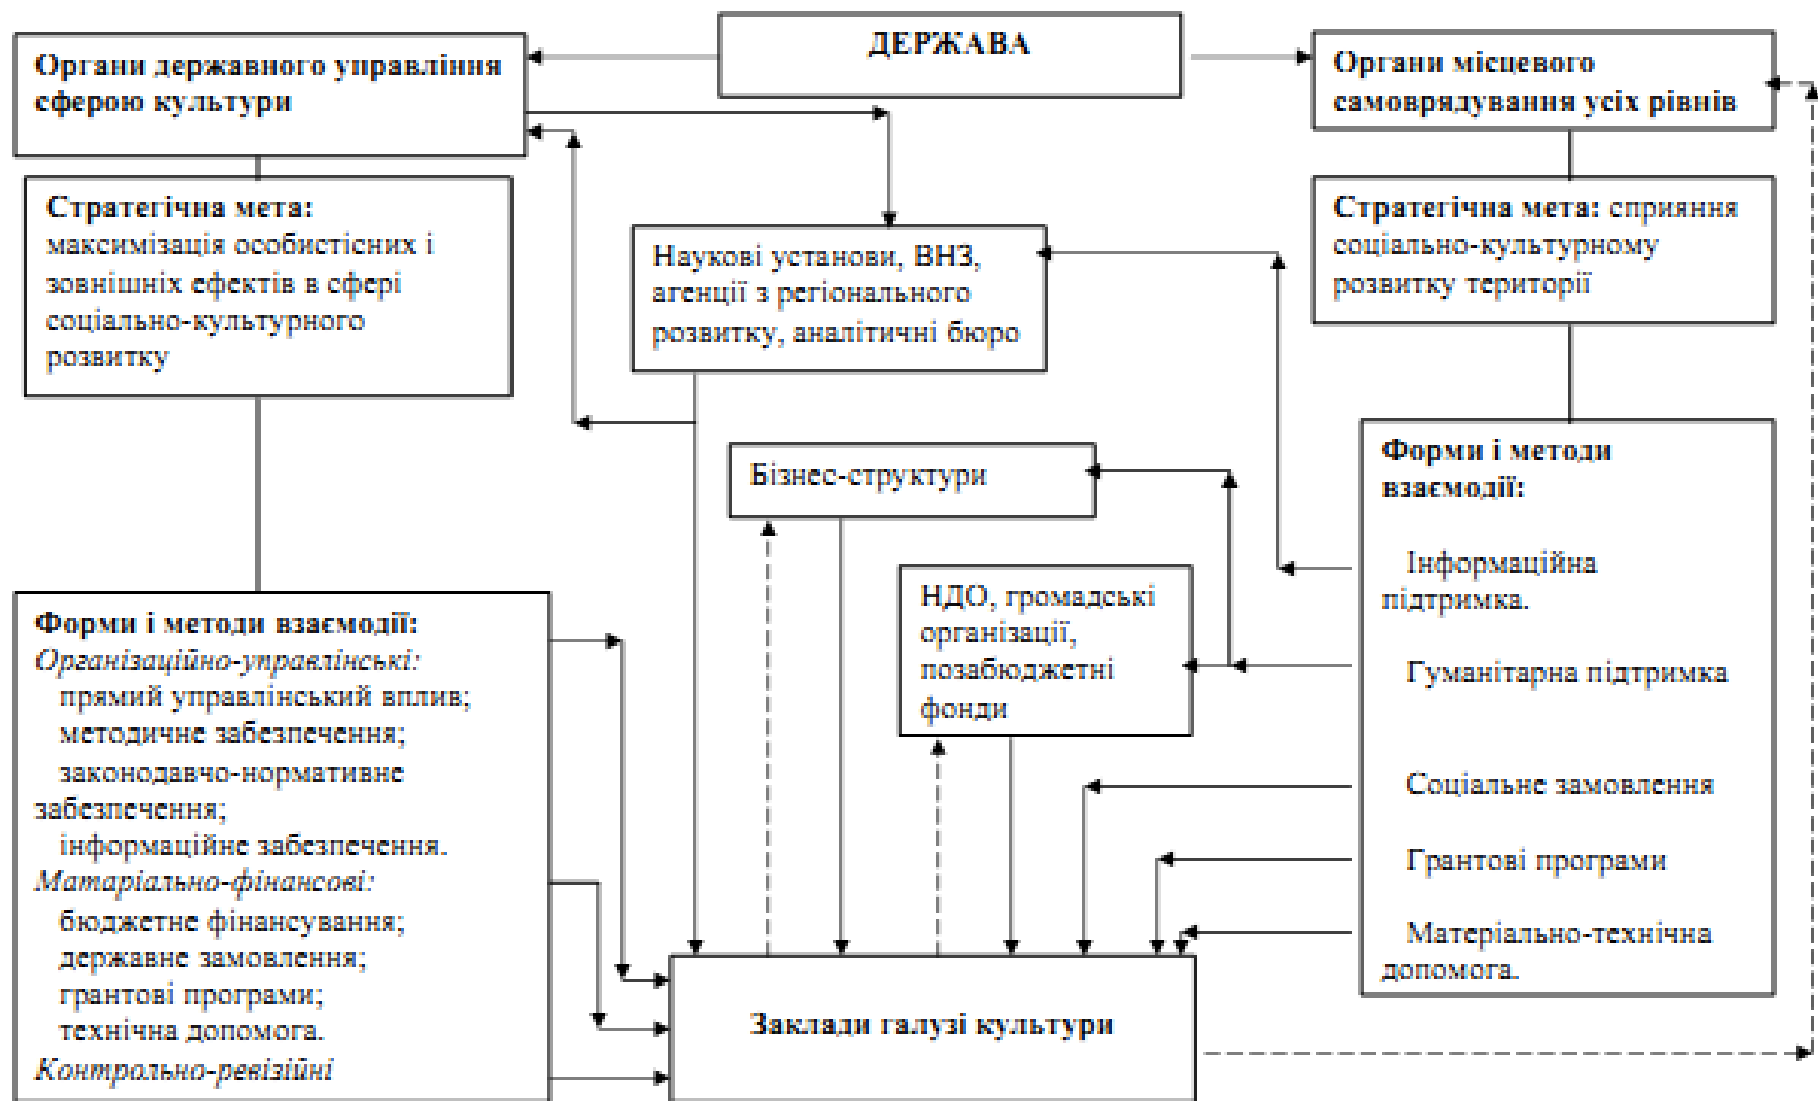 ДЕРЖАВА
Органи державного управління
сферою культури
Органи місцевого
самоврядування усіх рівнів
Стратегічна мета:
максимізація особистісних і
зовнішніх ефектів в сфері
соціально-культурного
розвитку
Наукові установи, ВНЗ,
агенції з регіонального
розвитку, аналітичні бюро
Стратегічна мета: сприяння
соціально-культурному
розвитку території
Бізнес-структури
НДО, громадські
організації,
позабюджетні
фонди
Форми і методи
взаємодії:
Інформаційна
підтримка.
Гуманітарна підтримка
Соціальне замовлення
Грантові програми
Матеріально-технічна
допомога.
Форми і методи взаємодії:
Організаційно-управлінські:
прямий управлінський вплив;
методичне забезпечення;
законодавчо-нормативне
забезпечення;
інформаційне забезпечення.
Матаріально-фінансові:
бюджетне фінансування;
державне замовлення;
грантові програми;
технічна допомога.
Контрольно-ревізійні
Заклади галузі культури